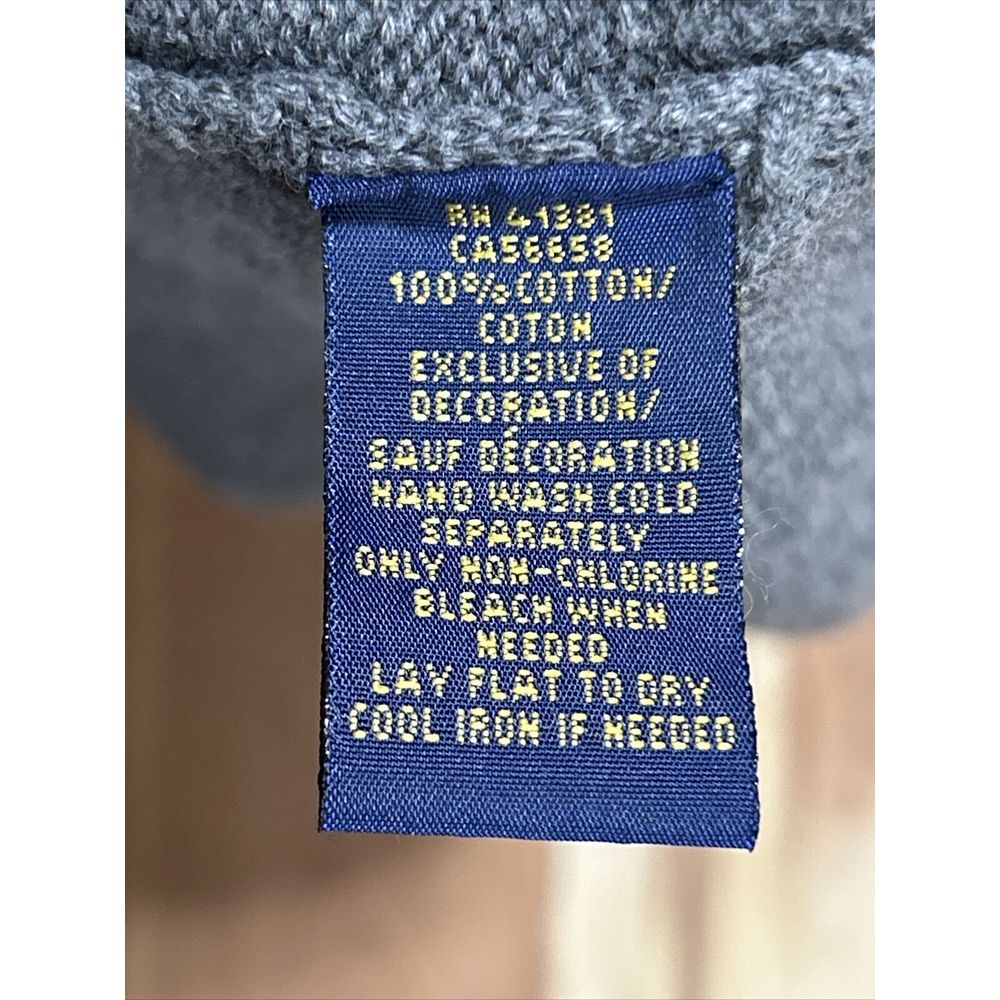 RN 41381
CA56658
100%COTTON/
COTON
EXCLUSIVE OF
DECORATION/
SAUF DÉCORATION
HAND WASH COLD
SEPARATELY
ONLY NON-CHLORINE
BLEACH WHEN
NEEDED
LAY FLAT TO DRY
COOL IRON IF NEEDED